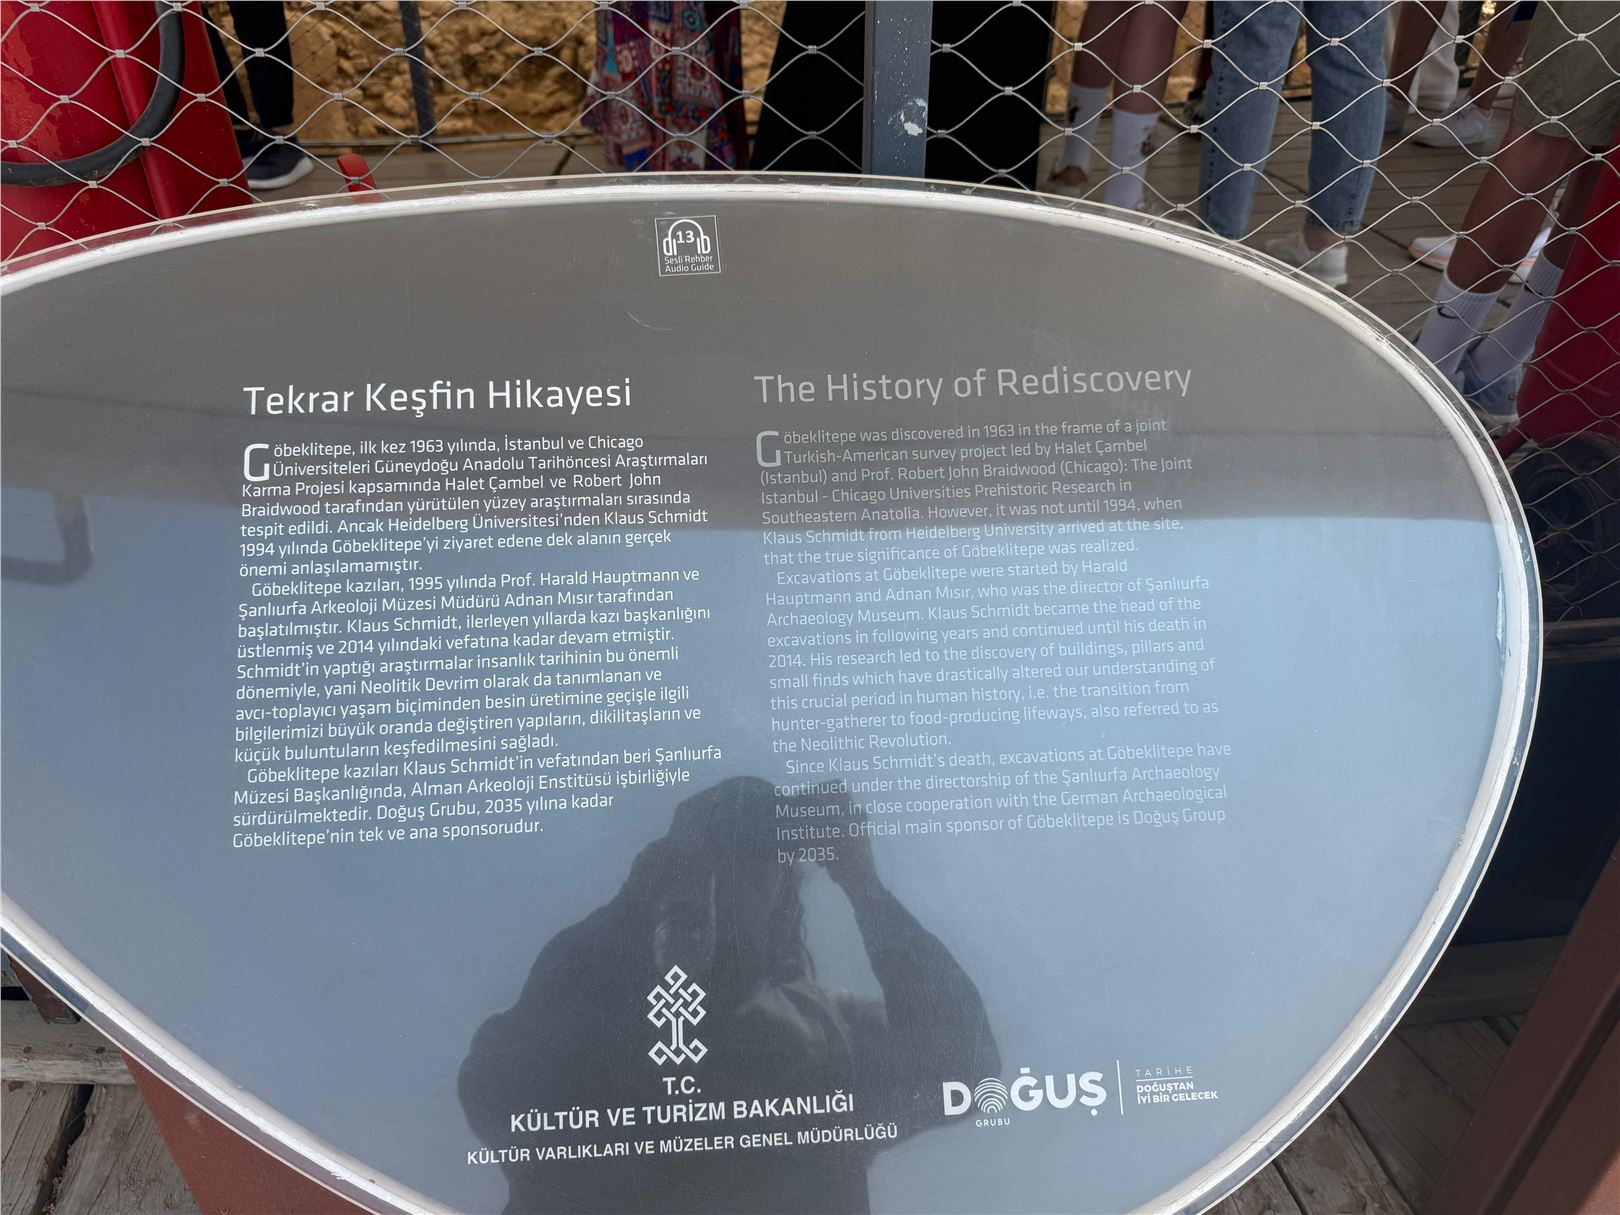 13
Sesli Rehber
Audio Guide
Tekrar Keşfin Hikayesi
Göbeklitepe, ilk kez 1963 yılında, İstanbul ve Chicago
Üniversiteleri Güneydoğu Anadolu Tarihöncesi Araştırmaları
Karma Projesi kapsamında Halet Çambel ve Robert John
Braidwood tarafından yürütülen yüzey araştırmaları sırasında
tespit edildi. Ancak Heidelberg Üniversitesi'nden Klaus Schmidt
1994 yılında Göbeklitepe'yi ziyaret edene dek alanın gerçek
önemi anlaşılamamıştır.
Göbeklitepe kazıları, 1995 yılında Prof. Harald Hauptmann ve
Şanlıurfa Arkeoloji Müzesi Müdürü Adnan Mısır tarafından
başlatılmıştır. Klaus Schmidt, ilerleyen yıllarda kazı başkanlığını
üstlenmiş ve 2014 yılındaki vefatına kadar devam etmiştir.
Schmidt'in yaptığı araştırmalar insanlık tarihinin bu önemli
dönemiyle, yani Neolitik Devrim olarak da tanımlanan ve
avcı-toplayıcı yaşam biçiminden besin üretimine geçişle ilgili
bilgilerimizi büyük oranda değiştiren yapıların, dikilitaşların ve
küçük buluntuların keşfedilmesini sağladı.
Göbeklitepe kazıları Klaus Schmidt'in vefatından beri Şanlıurfa
Müzesi Başkanlığında, Alman Arkeoloji Enstitüsü işbirliğiyle
sürdürülmektedir. Doğuş Grubu, 2035 yılına kadar
Göbeklitepe'nin tek ve ana sponsorudur.
The History of Rediscovery
Göbeklitepe was discovered in 1963 in the frame of a joint
Turkish-American survey project led by Halet Çambel
(Istanbul) and Prof. Robert John Braidwood (Chicago): The Joint
Istanbul - Chicago Universities Prehistoric Research in
Southeastern Anatolia. However, it was not until 1994, when
Klaus Schmidt from Heidelberg University arrived at the site,
that the true significance of Göbeklitepe was realized.
Excavations at Göbeklitepe were started by Harald
Hauptmann and Adnan Mısır, who was the director of Şanlıurfa
Archaeology Museum. Klaus Schmidt became the head of the
excavations in following years and continued until his death in
2014. His research led to the discovery of buildings, pillars and
small finds which have drastically altered our understanding of
this crucial period in human history, i.e. the transition from
hunter-gatherer to food-producing lifeways, also referred to as
the Neolithic Revolution.
Since Klaus Schmidt's death, excavations at Göbeklitepe have
continued under the directorship of the Şanlıurfa Archaeology
Museum, in close cooperation with the German Archaeological
Institute. Official main sponsor of Göbeklitepe is Doğuş Group
by 2035.
T.C.
KÜLTÜR VE TURİZM BAKANLIĞI
KÜLTÜR VARLIKLARI VE MÜZELER GENEL MÜDÜRLÜĞÜ
DOĞUŞ
GRUBU
TARİHE
DOĞUŞTAN
İYİ BİR GELECEK